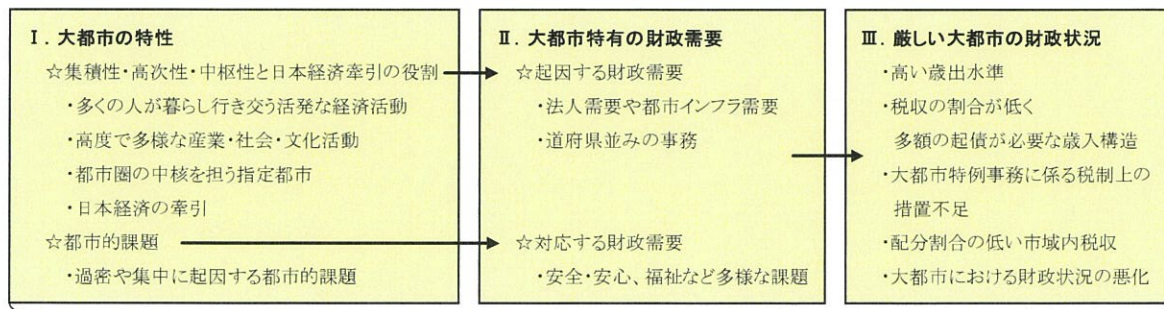 Ⅰ．大都市の特性
☆集積性・高次性・中枢性と日本経済牽引の役割
・多くの人が暮らし行き交う活発な経済活動
・高度で多様な産業・社会・文化活動
・都市圏の中核を担う指定都市
・日本経済の牽引
☆都市的課題
・過密や集中に起因する都市的課題
Ⅱ．大都市特有の財政需要
☆起因する財政需要
・法人需要や都市インフラ需要
・道府県並みの事務
☆対応する財政需要
・安全・安心、福祉など多様な課題
Ⅲ．厳しい大都市の財政状況
・高い歳出水準
・税収の割合が低く
多額の起債が必要な歳入構造
・大都市特例事務に係る税制上の
措置不足
・配分割合の低い市域内税収
・大都市における財政状況の悪化